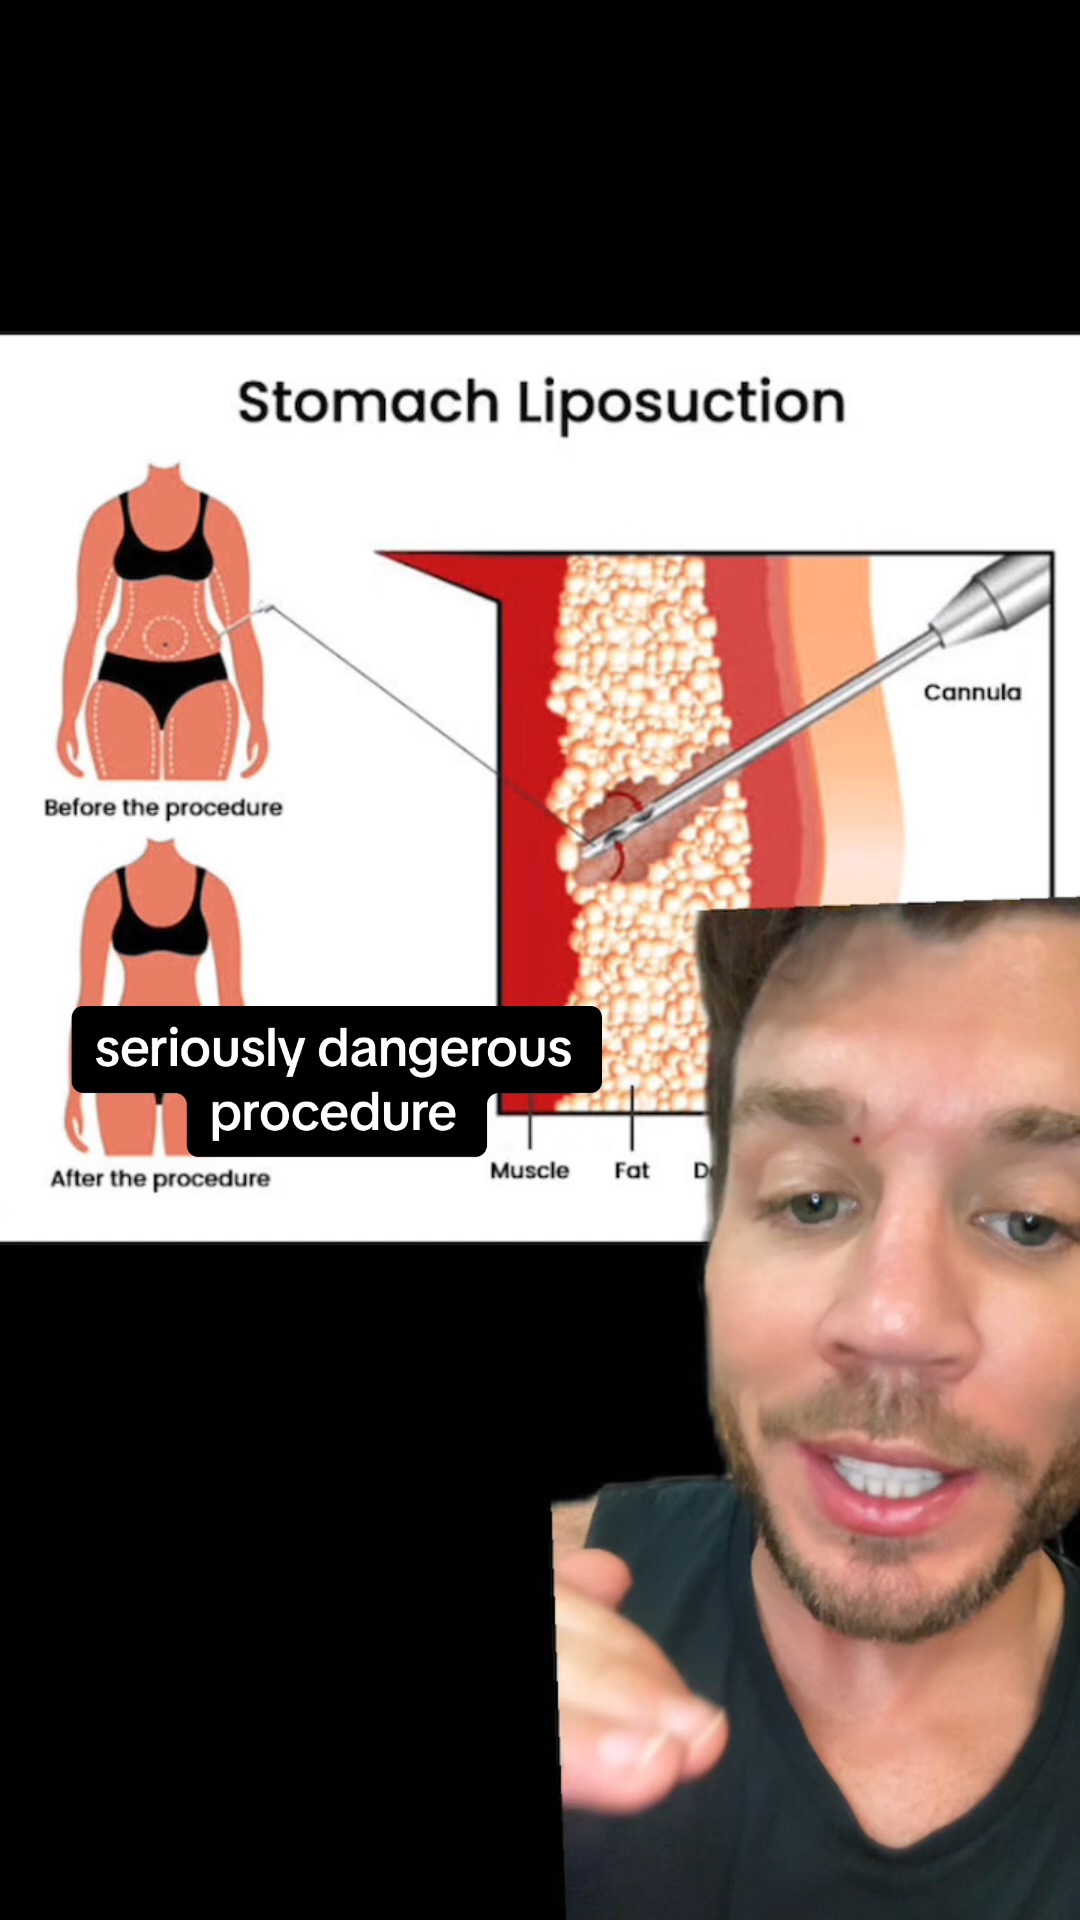 Stomach Liposuction
Cannula
Before the procedure
seriously dangerous
procedure
Muscle
Fat
After the procedure